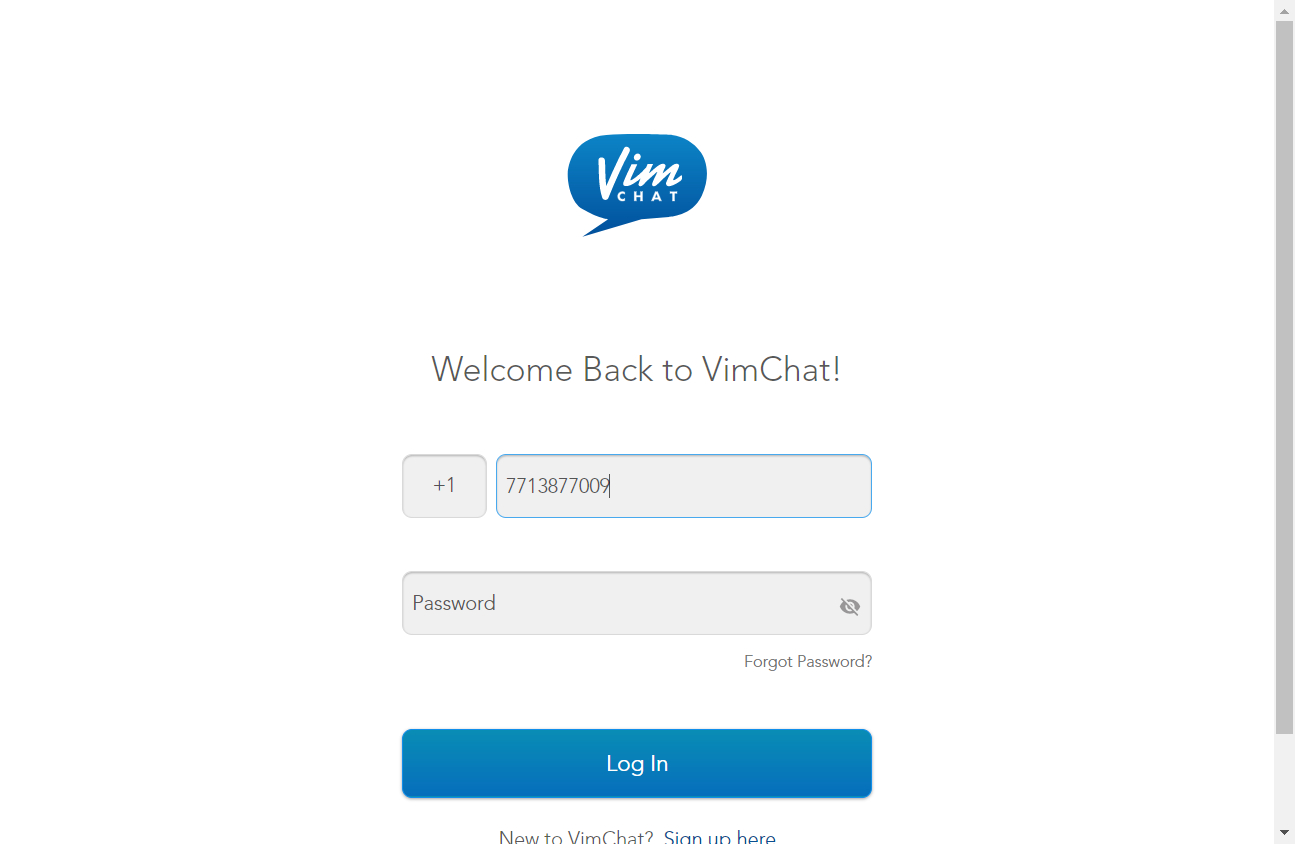 Vim
CHAT
Welcome Back to VimChat!
+1 7713877009
Password
Forgot Password?
Log In
New to VimChat? Sign up here